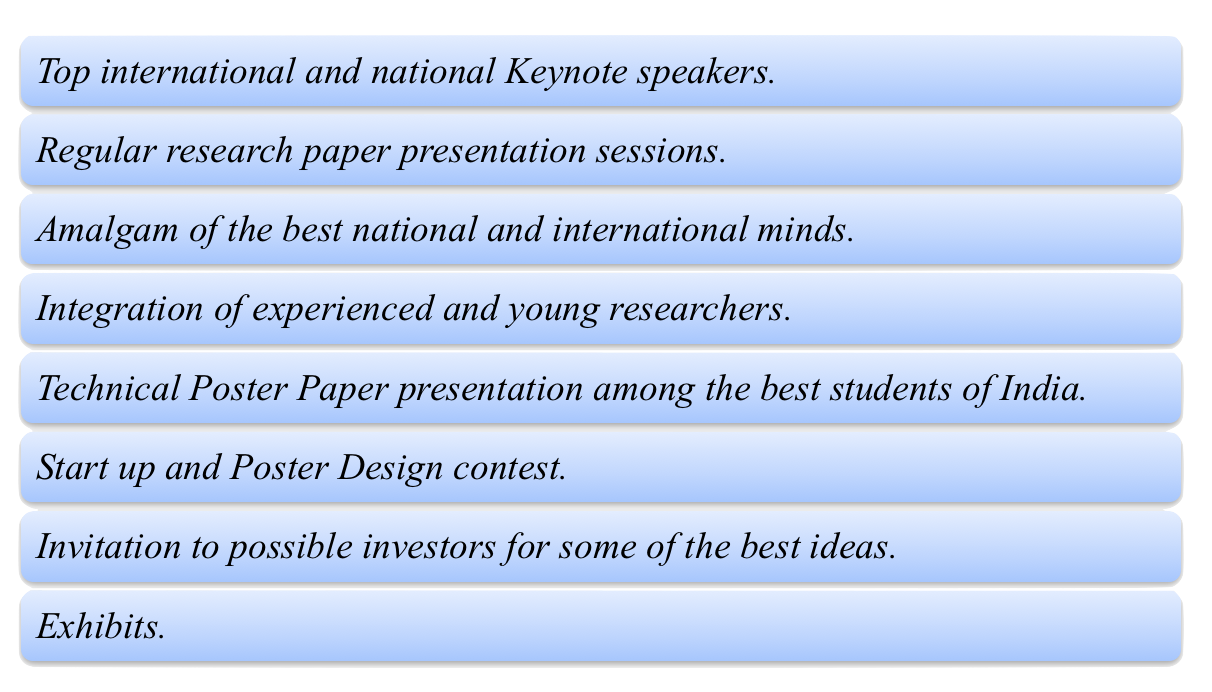 Top international and national Keynote speakers.
Regular research paper presentation sessions.
Amalgam of the best national and international minds.
Integration of experienced and young researchers.
Technical Poster Paper presentation among the best students of India.
Start up and Poster Design contest.
Invitation to possible investors for some of the best ideas.
Exhibits.